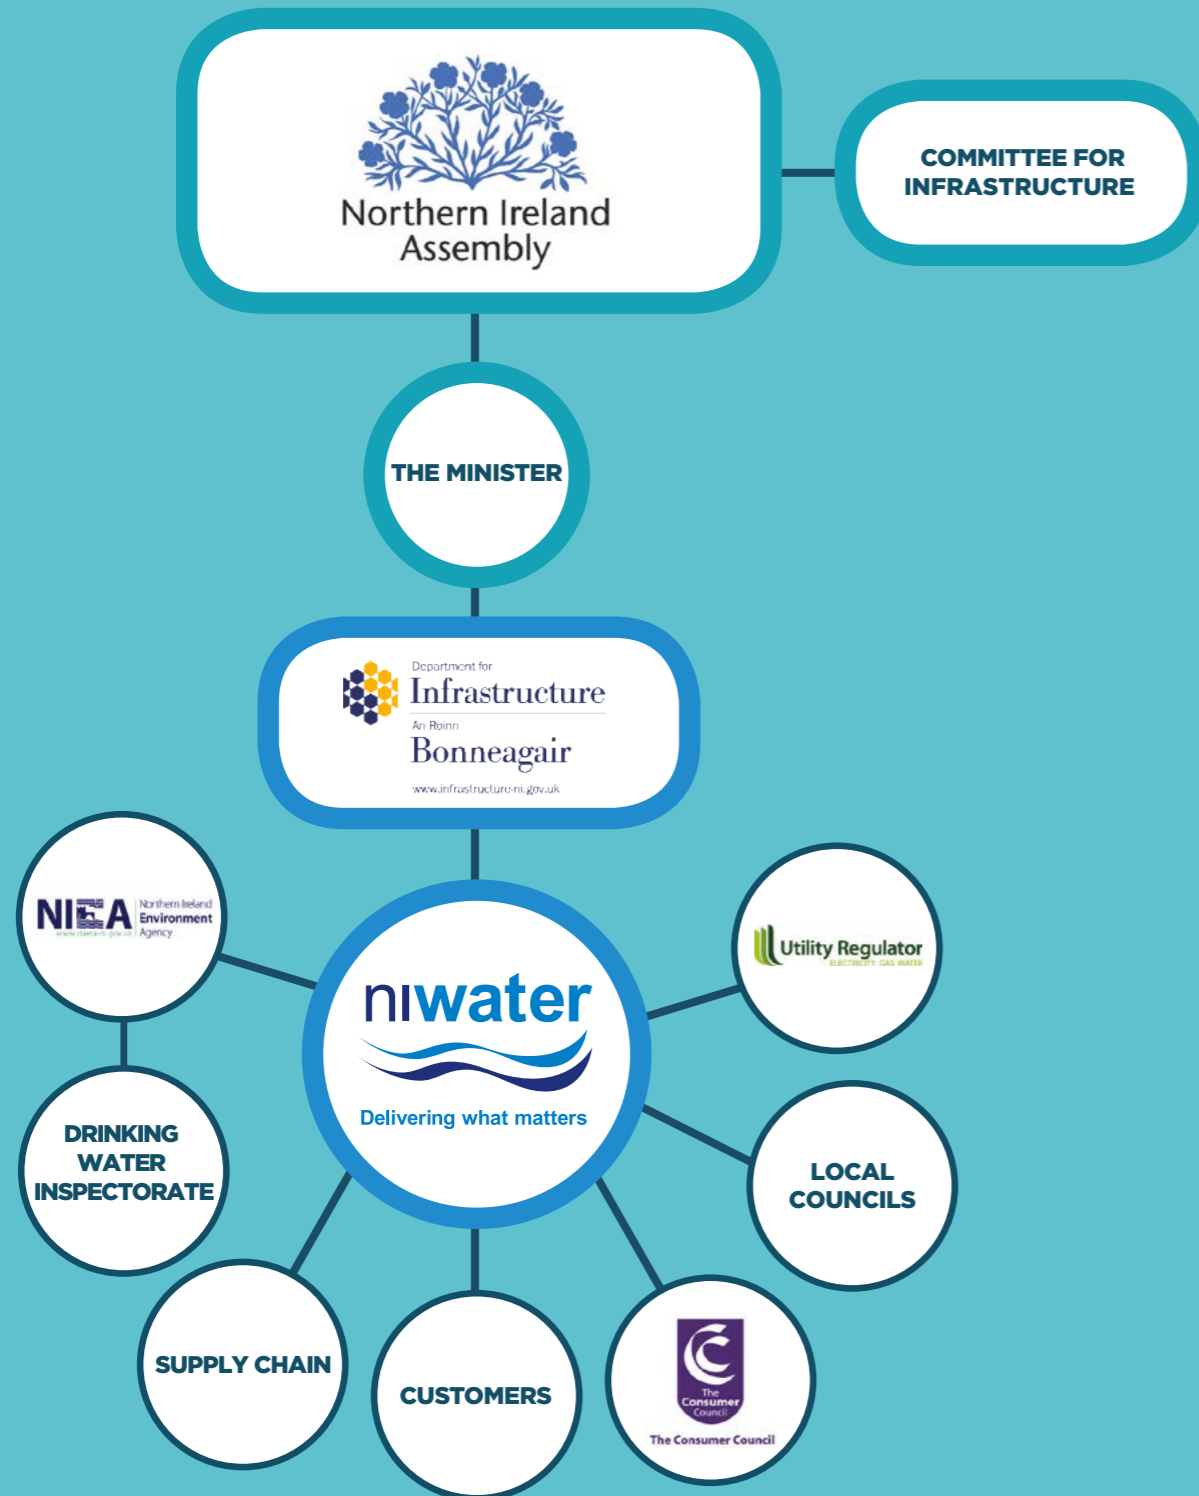 Northern Ireland
Assembly
COMMITTEE FOR
INFRASTRUCTURE
THE MINISTER
Department for
Infrastructure
An Roinn
Bonneagair
www.infrastructure-ni.gov.uk
NIEA
Northern Ireland
Environment
Agency
Utility Regulator
ELECTRICITY GAS WATER
niwater
Delivering what matters
DRINKING
WATER
INSPECTORATE
LOCAL
COUNCILS
SUPPLY CHAIN
CUSTOMERS
The
Consumer
Council
The Consumer Council